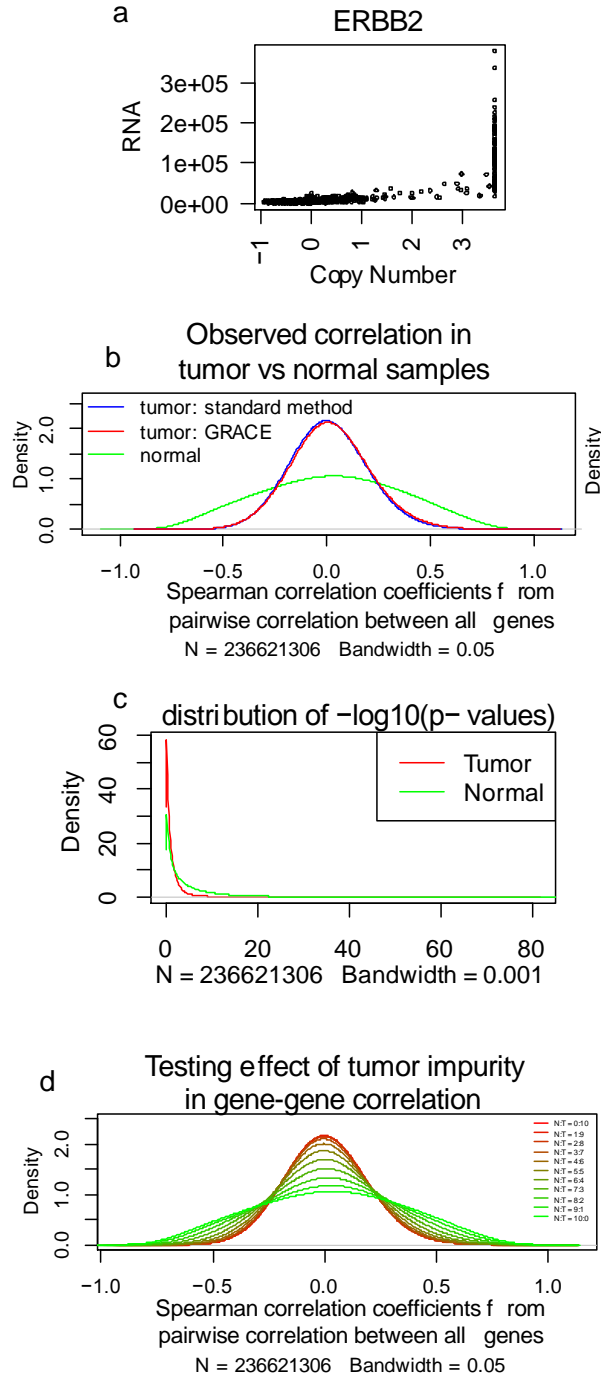 a
ERBB2
RNA
3e+05
2e+05
1e+05
0e+00
−1
0
1
2
3
Copy Number
b
Observed correlation in
tumor vs normal samples
tumor: standard method
tumor: GRACE
normal
Density
2.0
1.0
0.0
Density
−1.0
−0.5
0.0
0.5
1.0
Spearman correlation coefficients f rom
pairwise correlation between all genes
N = 236621306 Bandwidth = 0.05
c
distribution of −log10(p− values)
Tumor
Normal
Density
60
40
20
0
0
20
40
60
80
N = 236621306 Bandwidth = 0.001
d
Testing effect of tumor impurity
in gene-gene correlation
N:T = 0:10
N:T = 1:9
N:T = 2:8
N:T = 3:7
N:T = 4:6
N:T = 5:5
N:T = 6:4
N:T = 7:3
N:T = 8:2
N:T = 9:1
N:T = 10:0
Density
2.0
1.0
0.0
−1.0
−0.5
0.0
0.5
1.0
Spearman correlation coefficients f rom
pairwise correlation between all genes
N = 236621306 Bandwidth = 0.05